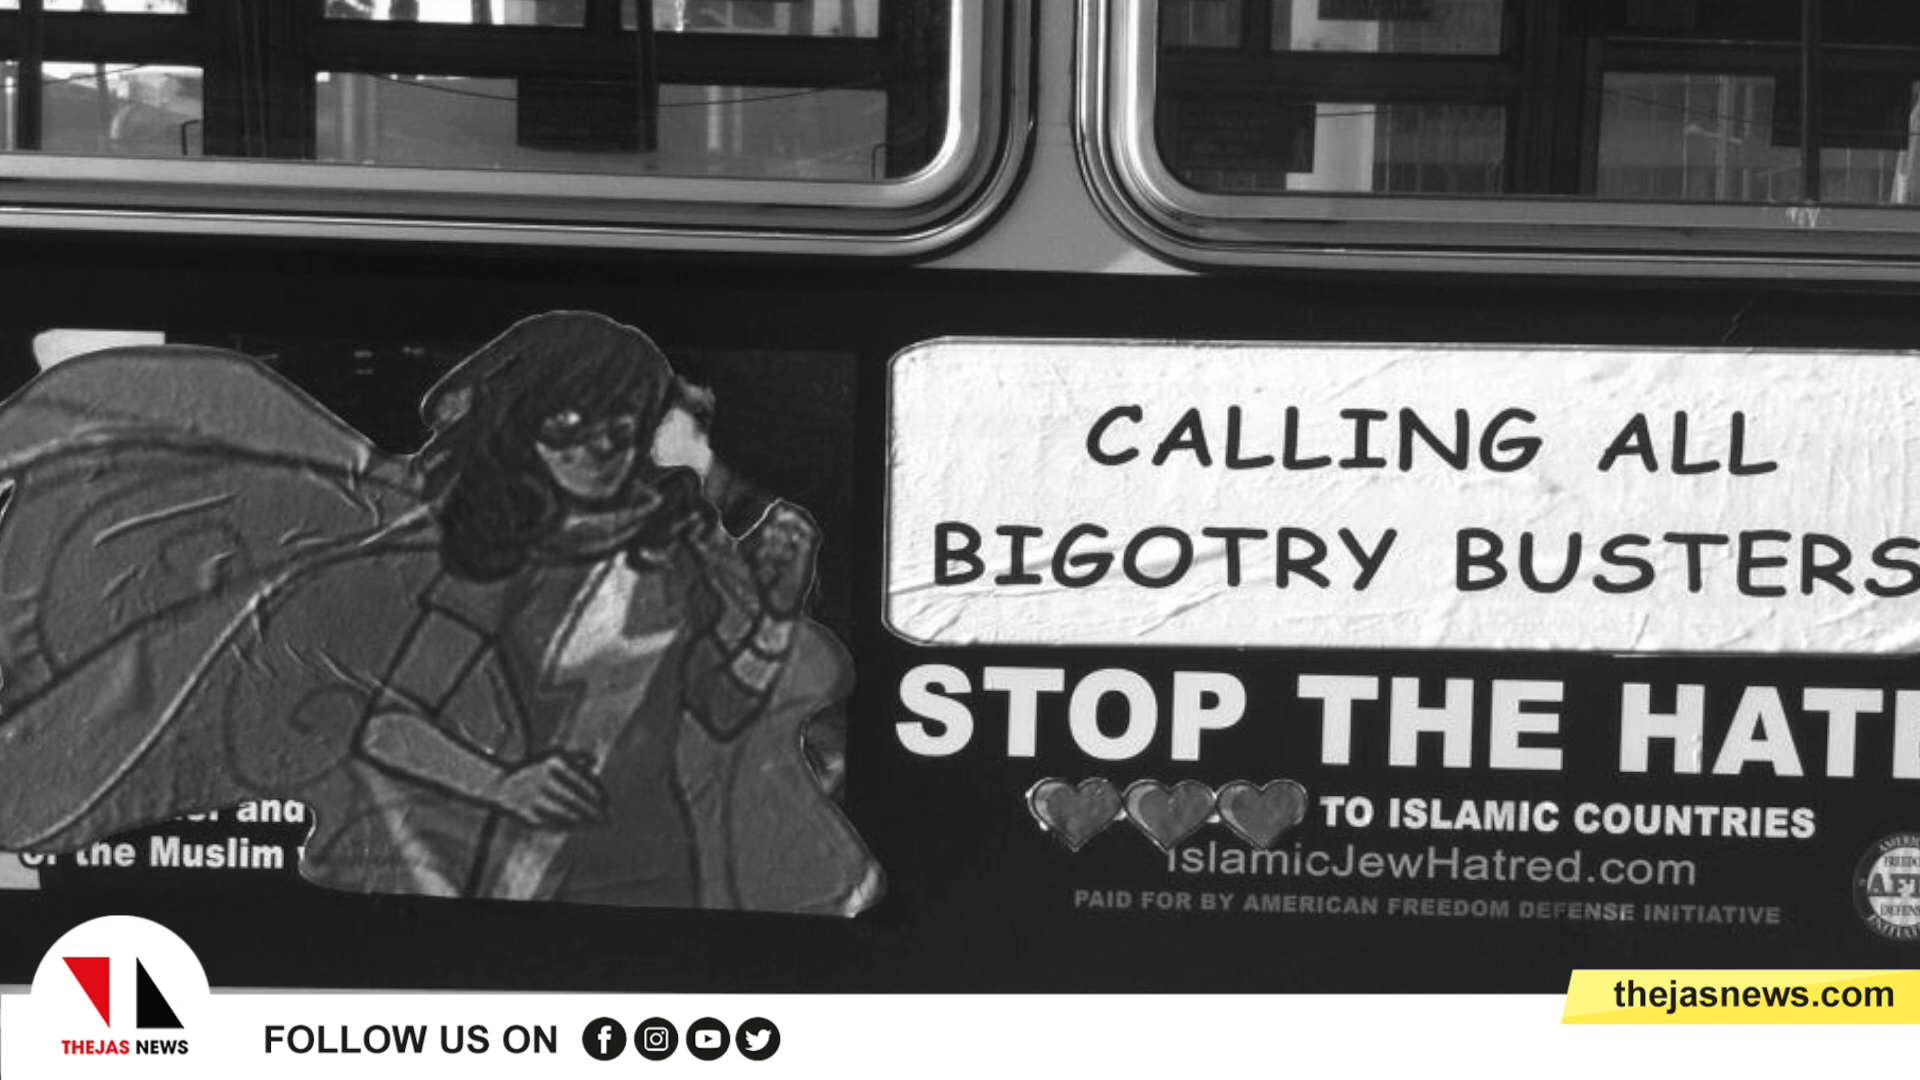 CALLING ALL
BIGOTRY BUSTERS
STOP THE HAT
TO ISLAMIC COUNTRIES
IslamicJewHatred.com
PAID FOR BY AMERICAN FREEDOM DEFENSE INITIATIVE
and
of the Muslim
THEJAS NEWS
FOLLOW US ON
thejasnews.com